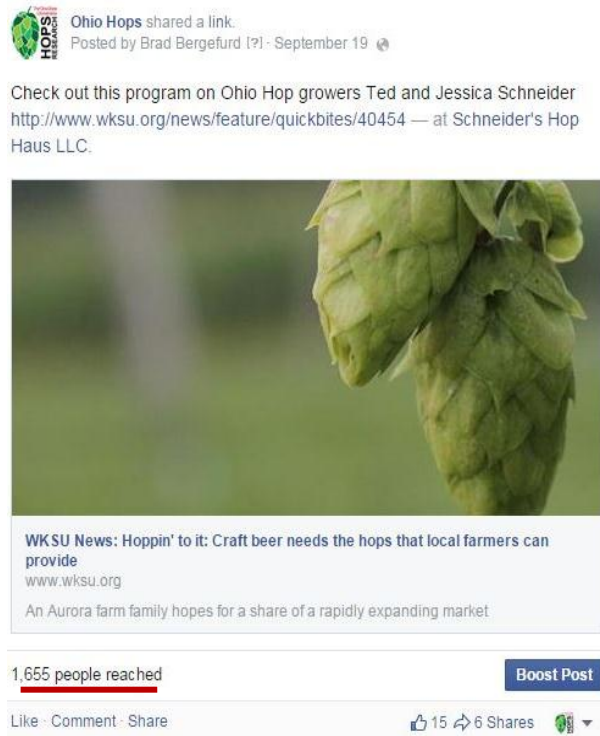 HOPS
RESEARCH
Ohio Hops shared a link.
Posted by Brad Bergefurd [?] · September 19
Check out this program on Ohio Hop growers Ted and Jessica Schneider
http://www.wksu.org/news/feature/quickbites/40454 — at Schneider's Hop
Haus LLC.
WKSU News: Hoppin' to it: Craft beer needs the hops that local farmers can
provide
www.wksu.org
An Aurora farm family hopes for a share of a rapidly expanding market
1,655 people reached
Boost Post
Like · Comment · Share
15 6 Shares